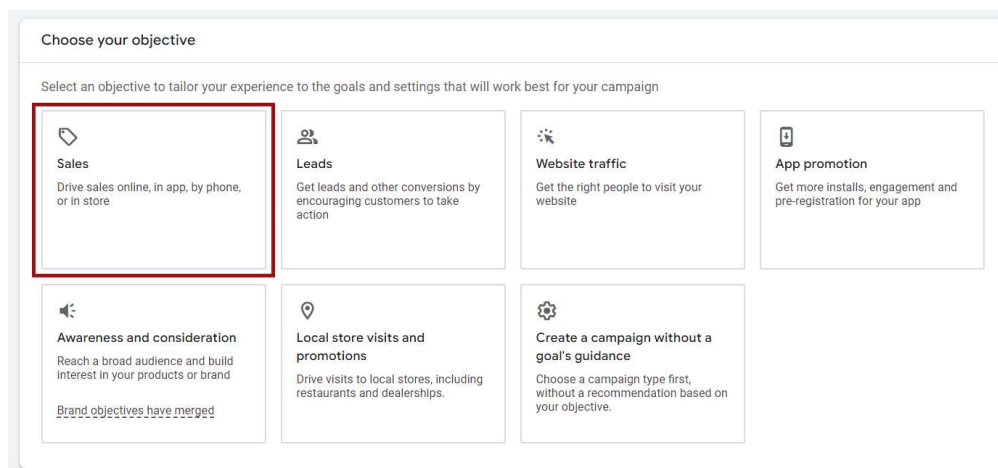 Choose your objective
Select an objective to tailor your experience to the goals and settings that will work best for your campaign
Sales
Drive sales online, in app, by phone,
or in store
Leads
Get leads and other conversions by
encouraging customers to take
action
Website traffic
Get the right people to visit your
website
App promotion
Get more installs, engagement and
pre-registration for your app
Awareness and consideration
Reach a broad audience and build
interest in your products or brand
Brand objectives have merged
Local store visits and
promotions
Drive visits to local stores, including
restaurants and dealerships.
Create a campaign without a
goal's guidance
Choose a campaign type first,
without a recommendation based on
your objective.